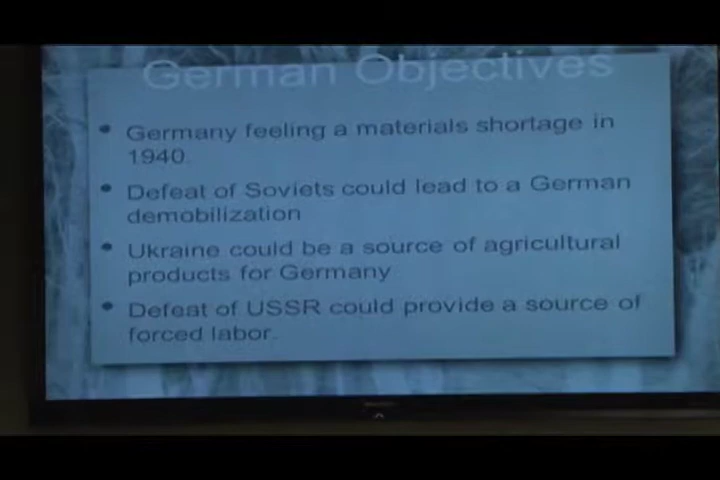 German Objectives
• Germany feeling a materials shortage in
1940.
• Defeat of Soviets could lead to a German
demobilization
• Ukraine could be a source of agricultural
products for Germany
• Defeat of USSR could provide a source of
forced labor.